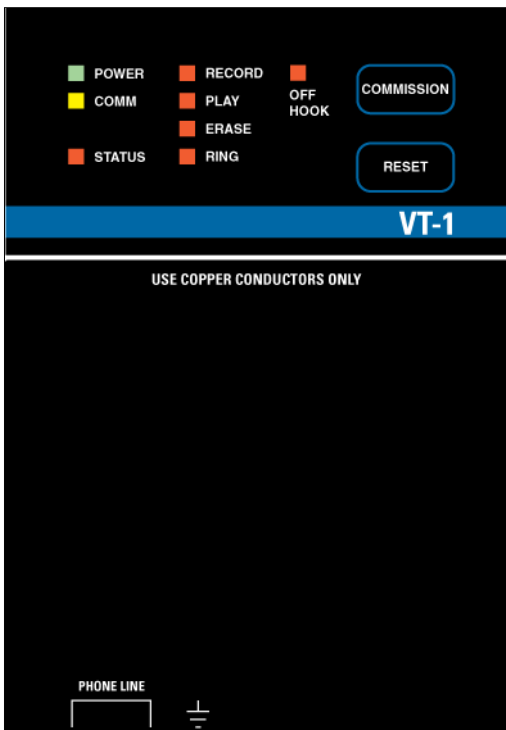 POWER
COMM
STATUS
RECORD
PLAY
ERASE
RING
OFF
HOOK
COMMISSION
RESET
VT-1
USE COPPER CONDUCTORS ONLY
PHONE LINE